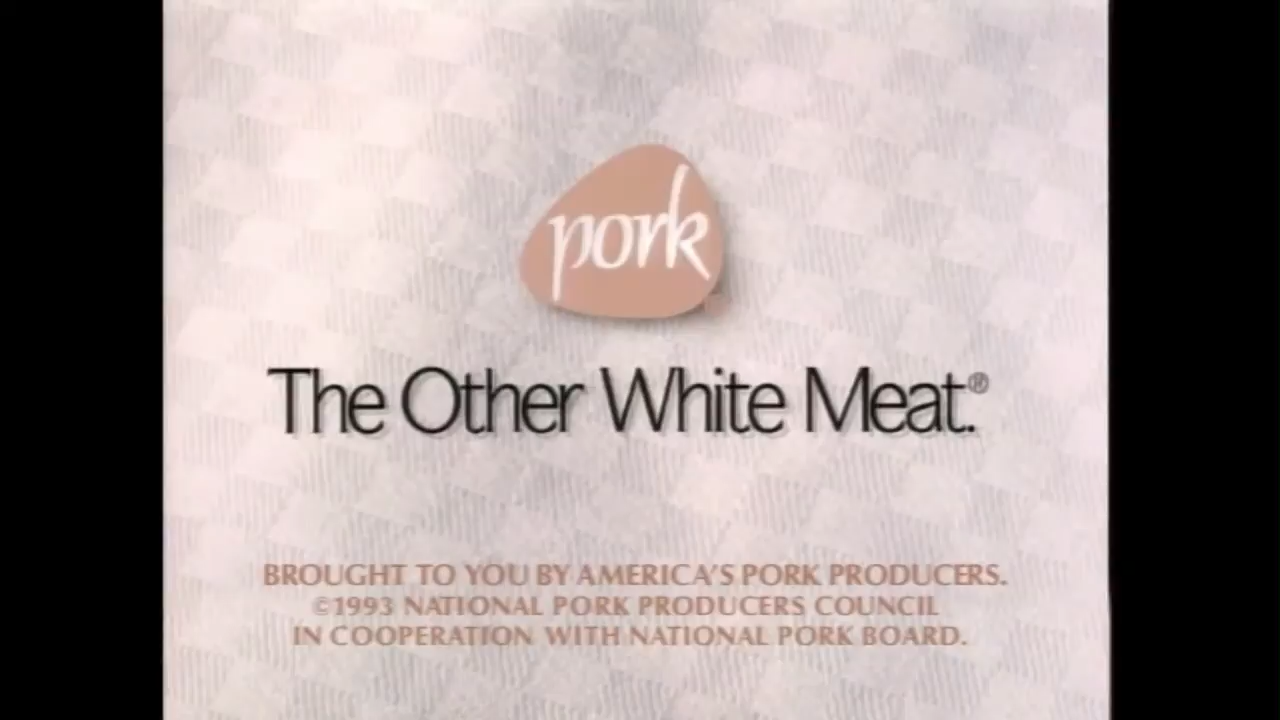 pork
The Other White Meat.®
BROUGHT TO YOU BY AMERICA'S PORK PRODUCERS.
©1993 NATIONAL PORK PRODUCERS COUNCIL
IN COOPERATION WITH NATIONAL PORK BOARD.